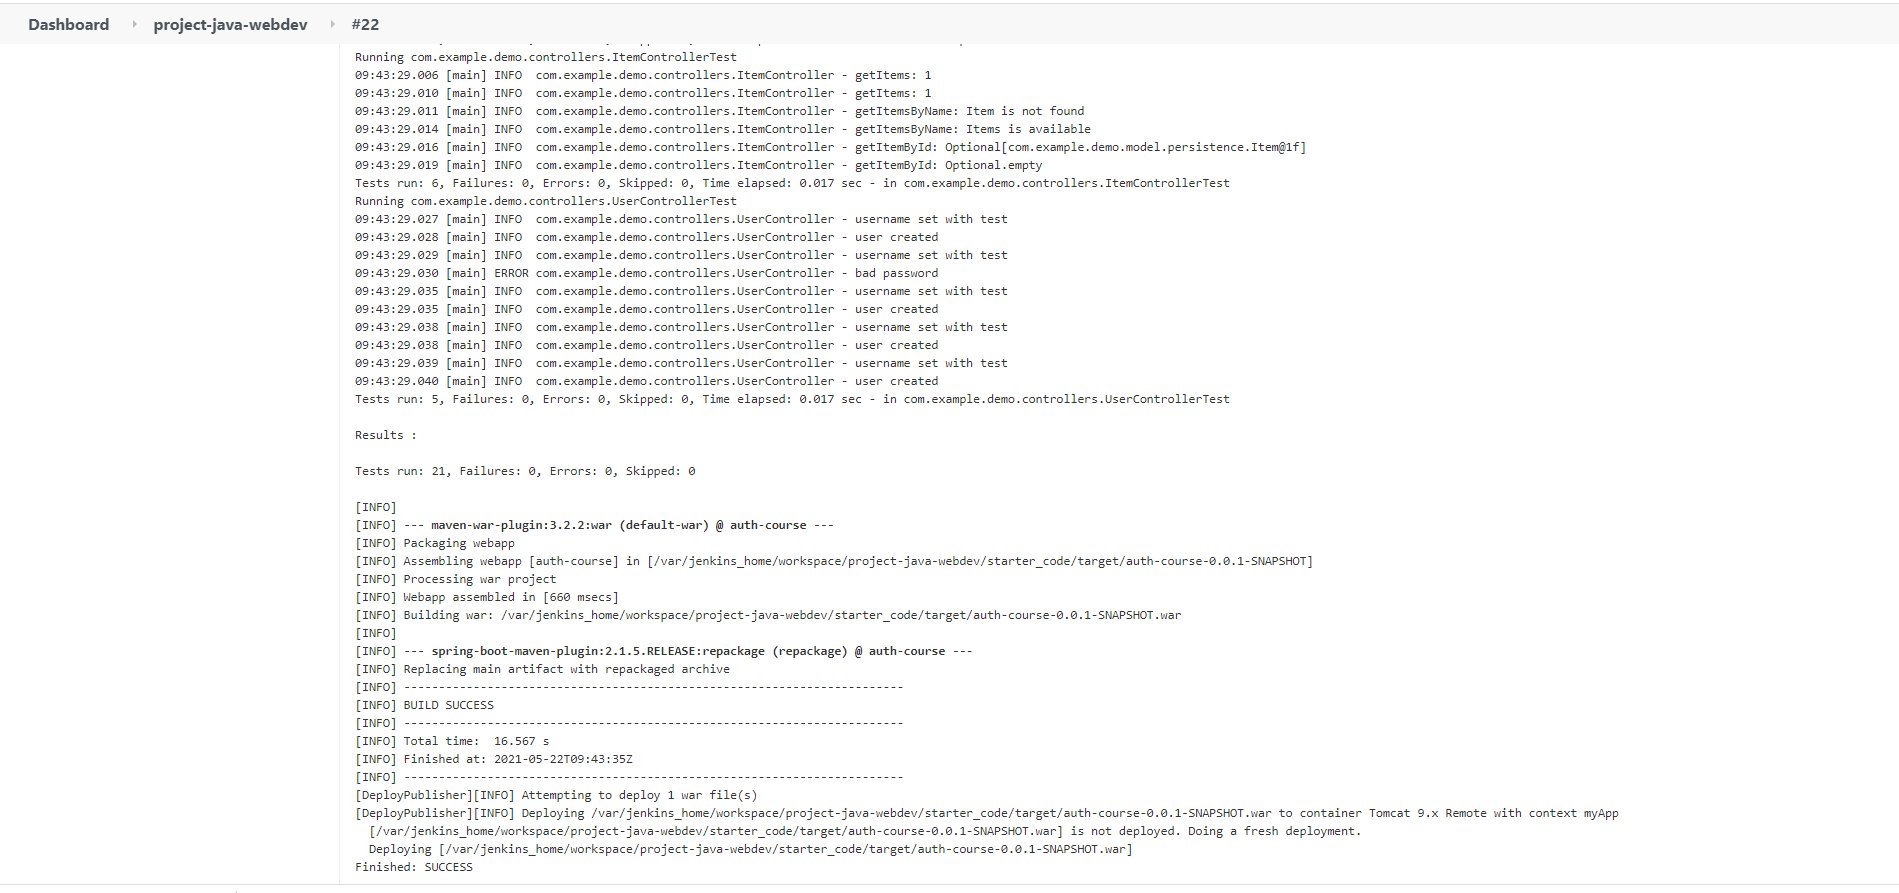 Dashboard project-java-webdev #22
Running com.example.demo.controllers.ItemControllerTest
09:43:29.006 [main] INFO  com.example.demo.controllers.ItemController - getItems: 1
09:43:29.010 [main] INFO  com.example.demo.controllers.ItemController - getItems: 1
09:43:29.011 [main] INFO  com.example.demo.controllers.ItemController - getItemsByName: Item is not found
09:43:29.014 [main] INFO  com.example.demo.controllers.ItemController - getItemsByName: Items is available
09:43:29.016 [main] INFO  com.example.demo.controllers.ItemController - getItemById: Optional[com.example.demo.model.persistence.Item@1f]
09:43:29.019 [main] INFO  com.example.demo.controllers.ItemController - getItemById: Optional.empty
Tests run: 6, Failures: 0, Errors: 0, Skipped: 0, Time elapsed: 0.017 sec - in com.example.demo.controllers.ItemControllerTest
Running com.example.demo.controllers.UserControllerTest
09:43:29.027 [main] INFO  com.example.demo.controllers.UserController - username set with test
09:43:29.028 [main] INFO  com.example.demo.controllers.UserController - user created
09:43:29.029 [main] INFO  com.example.demo.controllers.UserController - username set with test
09:43:29.030 [main] ERROR com.example.demo.controllers.UserController - bad password
09:43:29.035 [main] INFO  com.example.demo.controllers.UserController - username set with test
09:43:29.035 [main] INFO  com.example.demo.controllers.UserController - user created
09:43:29.038 [main] INFO  com.example.demo.controllers.UserController - username set with test
09:43:29.038 [main] INFO  com.example.demo.controllers.UserController - user created
09:43:29.039 [main] INFO  com.example.demo.controllers.UserController - username set with test
09:43:29.040 [main] INFO  com.example.demo.controllers.UserController - user created
Tests run: 5, Failures: 0, Errors: 0, Skipped: 0, Time elapsed: 0.017 sec - in com.example.demo.controllers.UserControllerTest
Results :
Tests run: 21, Failures: 0, Errors: 0, Skipped: 0
[INFO]
[INFO] --- maven-war-plugin:3.2.2:war (default-war) @ auth-course ---
[INFO] Packaging webapp
[INFO] Assembling webapp [auth-course] in [/var/jenkins_home/workspace/project-java-webdev/starter_code/target/auth-course-0.0.1-SNAPSHOT]
[INFO] Processing war project
[INFO] Webapp assembled in [660 msecs]
[INFO] Building war: /var/jenkins_home/workspace/project-java-webdev/starter_code/target/auth-course-0.0.1-SNAPSHOT.war
[INFO]
[INFO] --- spring-boot-maven-plugin:2.1.5.RELEASE:repackage (repackage) @ auth-course ---
[INFO] Replacing main artifact with repackaged archive
[INFO] ------------------------------------------------------------------------
[INFO] BUILD SUCCESS
[INFO] ------------------------------------------------------------------------
[INFO] Total time:  16.567 s
[INFO] Finished at: 2021-05-22T09:43:35Z
[INFO] ------------------------------------------------------------------------
[DeployPublisher][INFO] Attempting to deploy 1 war file(s)
[DeployPublisher][INFO] Deploying /var/jenkins_home/workspace/project-java-webdev/starter_code/target/auth-course-0.0.1-SNAPSHOT.war to container Tomcat 9.x Remote with context myApp
[/var/jenkins_home/workspace/project-java-webdev/starter_code/target/auth-course-0.0.1-SNAPSHOT.war] is not deployed. Doing a fresh deployment.
Deploying [/var/jenkins_home/workspace/project-java-webdev/starter_code/target/auth-course-0.0.1-SNAPSHOT.war]
Finished: SUCCESS